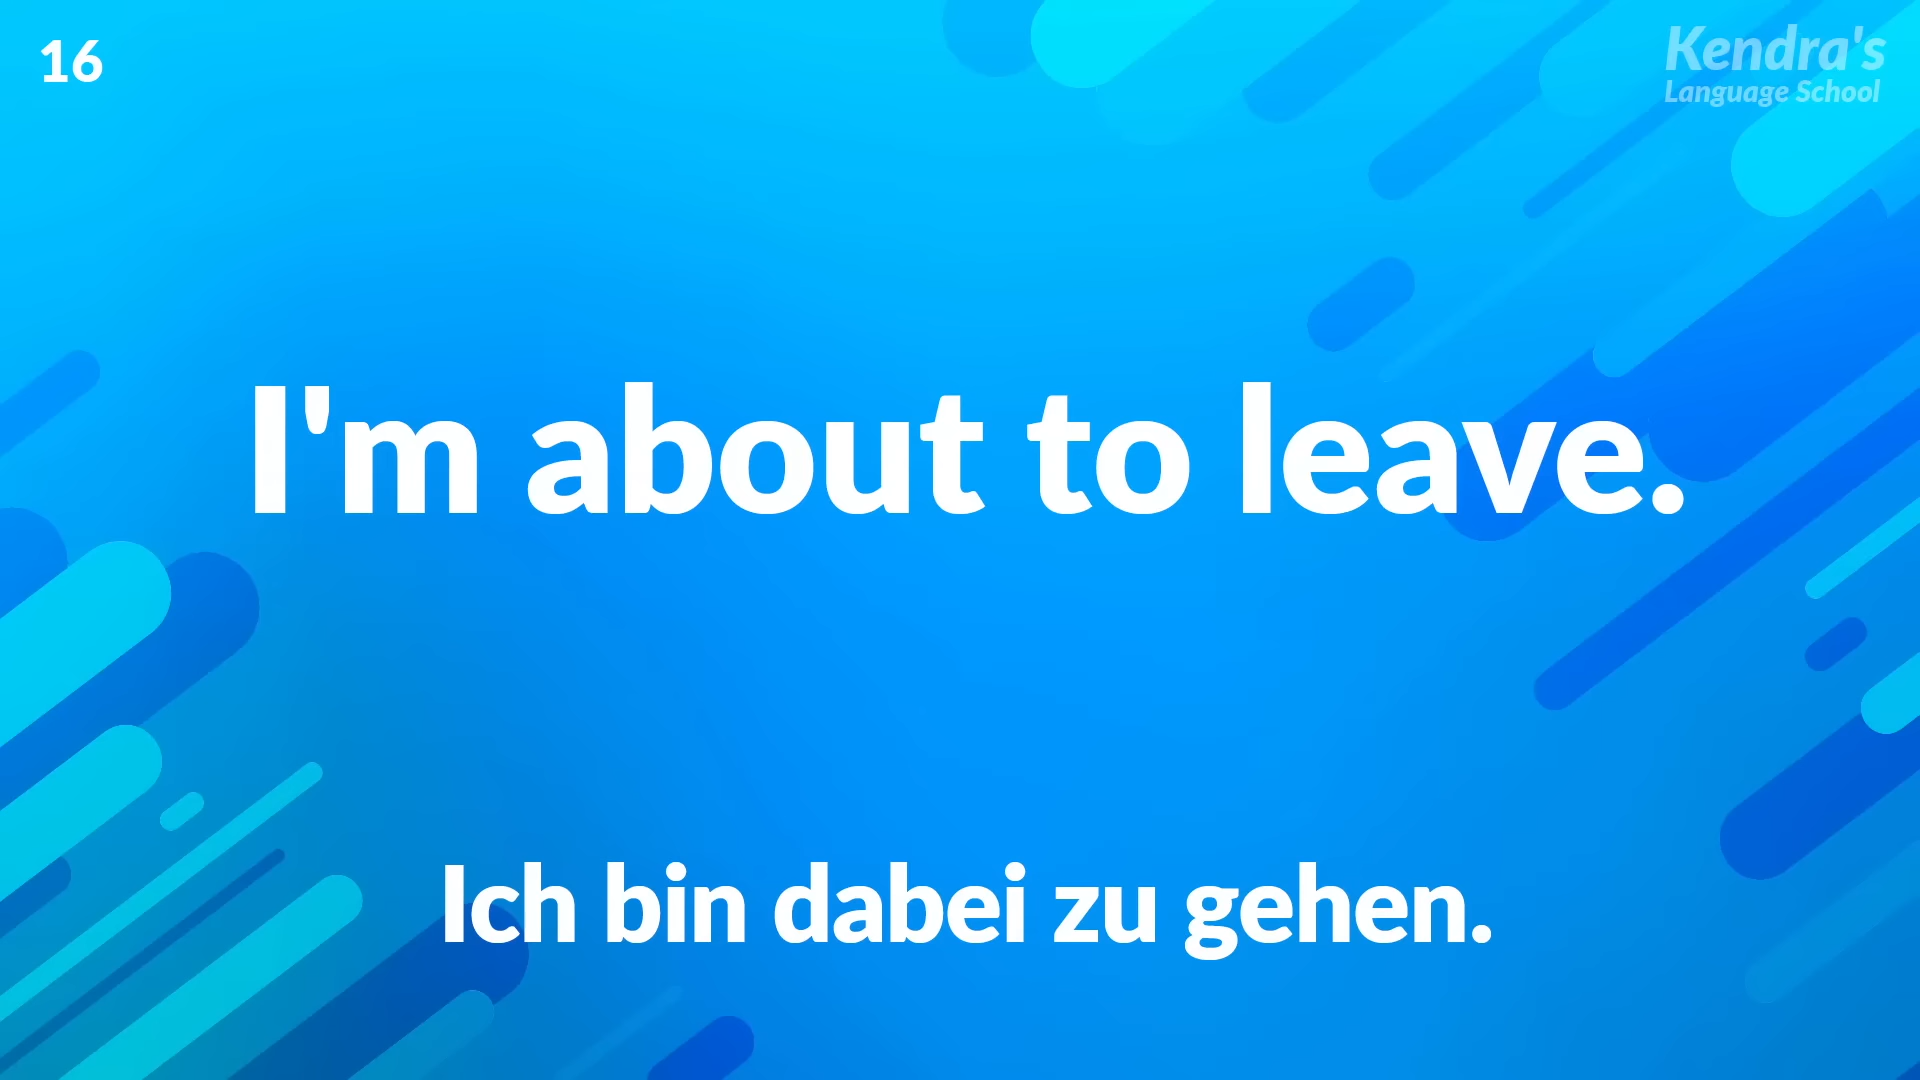 16
Kendra's
Language School
I'm about to leave.
Ich bin dabei zu gehen.